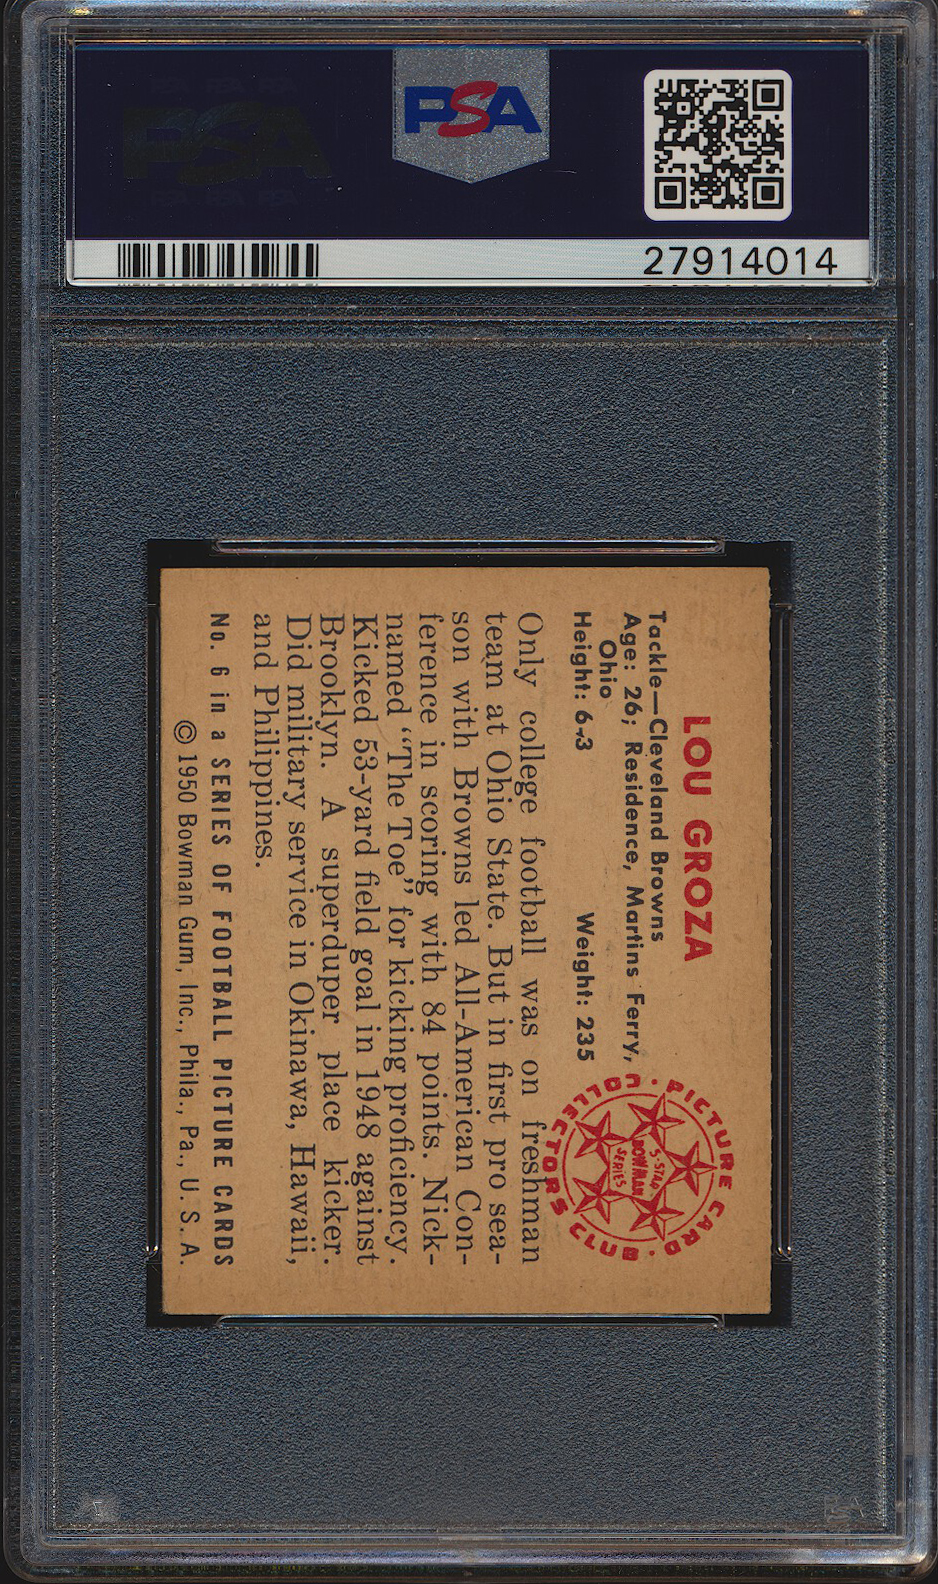 PSA
27914014
LOU GROZA
Tackle—Cleveland Browns
Age: 26; Residence, Martins Ferry,
Ohio
Height: 6-3 Weight: 235
PICTURE CARD COLLECTORS CLUB
5-STAR
BOWMAN
SERIES
Only college football was on freshman
team at Ohio State. But in first pro sea-
son with Browns led All-American Con-
ference in scoring with 84 points. Nick-
named "The Toe" for kicking proficiency.
Kicked 53-yard field goal in 1948 against
Brooklyn. A superduper place kicker.
Did military service in Okinawa, Hawaii,
and Philippines.
No. 6 in a SERIES OF FOOTBALL PICTURE CARDS
© 1950 Bowman Gum, Inc., Phila., Pa., U. S. A.